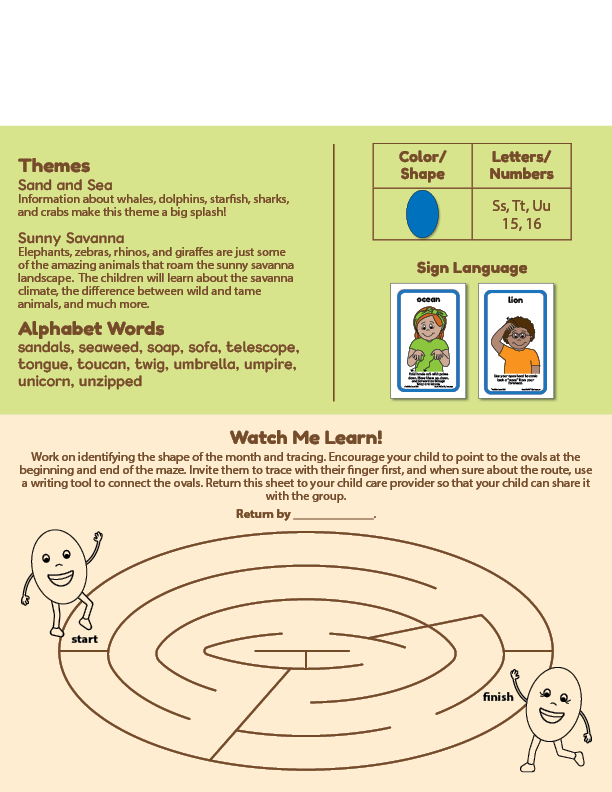 Themes
Sand and Sea
Information about whales, dolphins, starfish, sharks,
and crabs make this theme a big splash!
Sunny Savanna
Elephants, zebras, rhinos, and giraffes are just some
of the amazing animals that roam the sunny savanna
landscape. The children will learn about the savanna
climate, the difference between wild and tame
animals, and much more.
Alphabet Words
sandals, seaweed, soap, sofa, telescope,
tongue, toucan, twig, umbrella, umpire,
unicorn, unzipped
Color/
Shape
Letters/
Numbers
Ss, Tt, Uu
15, 16
Sign Language
ocean
lion
Watch Me Learn!
Work on identifying the shape of the month and tracing. Encourage your child to point to the ovals at the
beginning and end of the maze. Invite them to trace with their finger first, and when sure about the route, use
a writing tool to connect the ovals. Return this sheet to your child care provider so that your child can share it
with the group.
Return by ____________.
start
finish